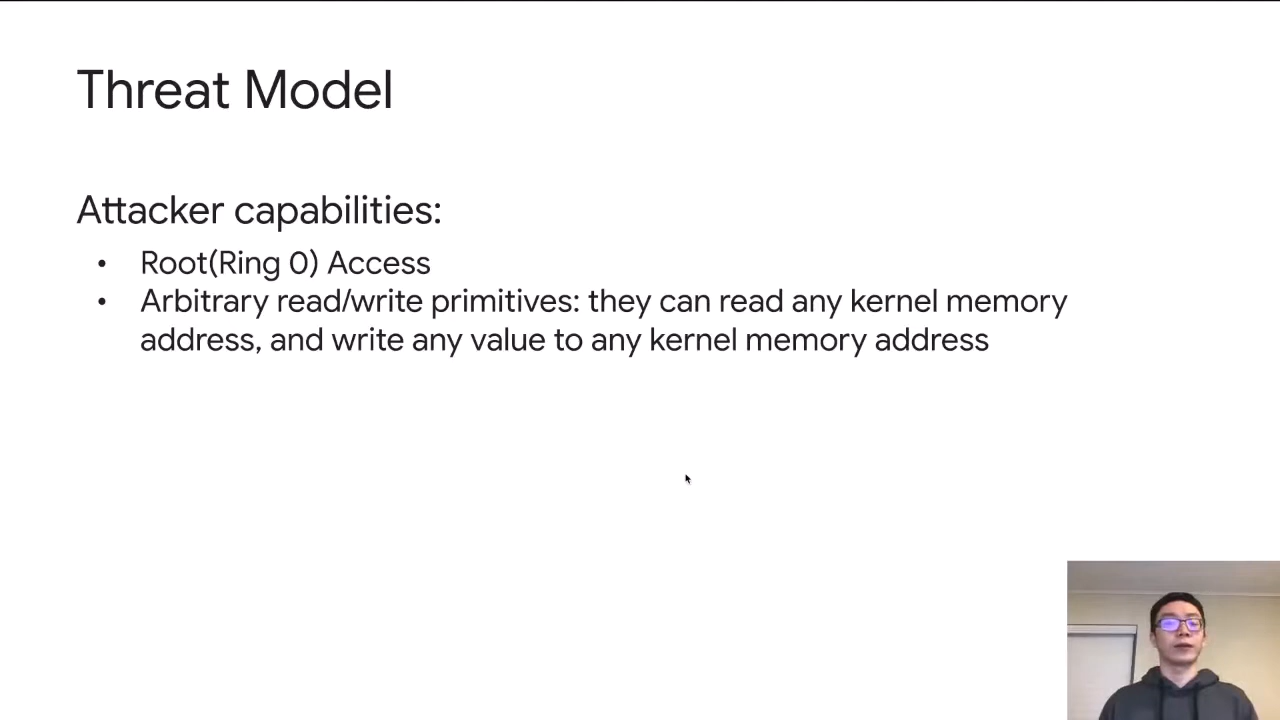 Threat Model
Attacker capabilities:
• Root(Ring 0) Access
• Arbitrary read/write primitives: they can read any kernel memory
address, and write any value to any kernel memory address